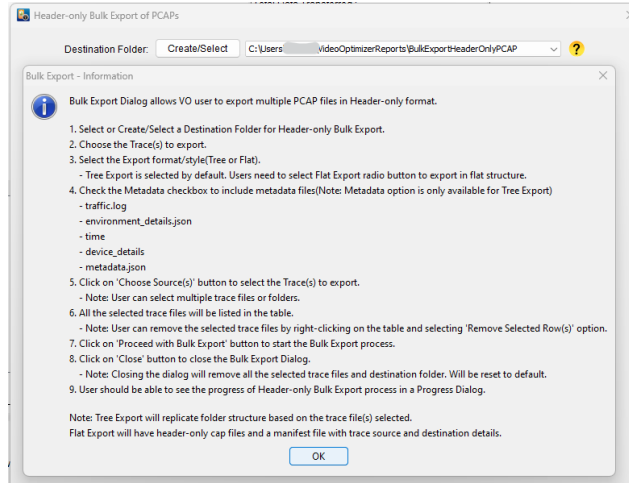 Header-only Bulk Export of PCAPs
Destination Folder: Create/Select C:\Users VideoOptimizerReports\BulkExportHeaderOnlyPCAP ?
Bulk Export - Information
Bulk Export Dialog allows VO user to export multiple PCAP files in Header-only format.
1. Select or Create/Select a Destination Folder for Header-only Bulk Export.
2. Choose the Trace(s) to export.
3. Select the Export format/style(Tree or Flat).
- Tree Export is selected by default. Users need to select Flat Export radio button to export in flat structure.
4. Check the Metadata checkbox to include metadata files(Note: Metadata option is only available for Tree Export)
- traffic.log
- environment_details.json
- time
- device_details
- metadata.json
5. Click on 'Choose Source(s)' button to select the Trace(s) to export.
- Note: User can select multiple trace files or folders.
6. All the selected trace files will be listed in the table.
- Note: User can remove the selected trace files by right-clicking on the table and selecting 'Remove Selected Row(s)' option.
7. Click on 'Proceed with Bulk Export' button to start the Bulk Export process.
8. Click on 'Close' button to close the Bulk Export Dialog.
- Note: Closing the dialog will remove all the selected trace files and destination folder. Will be reset to default.
9. User should be able to see the progress of Header-only Bulk Export process in a Progress Dialog.
Note: Tree Export will replicate folder structure based on the trace file(s) selected.
Flat Export will have header-only cap files and a manifest file with trace source and destination details.
OK